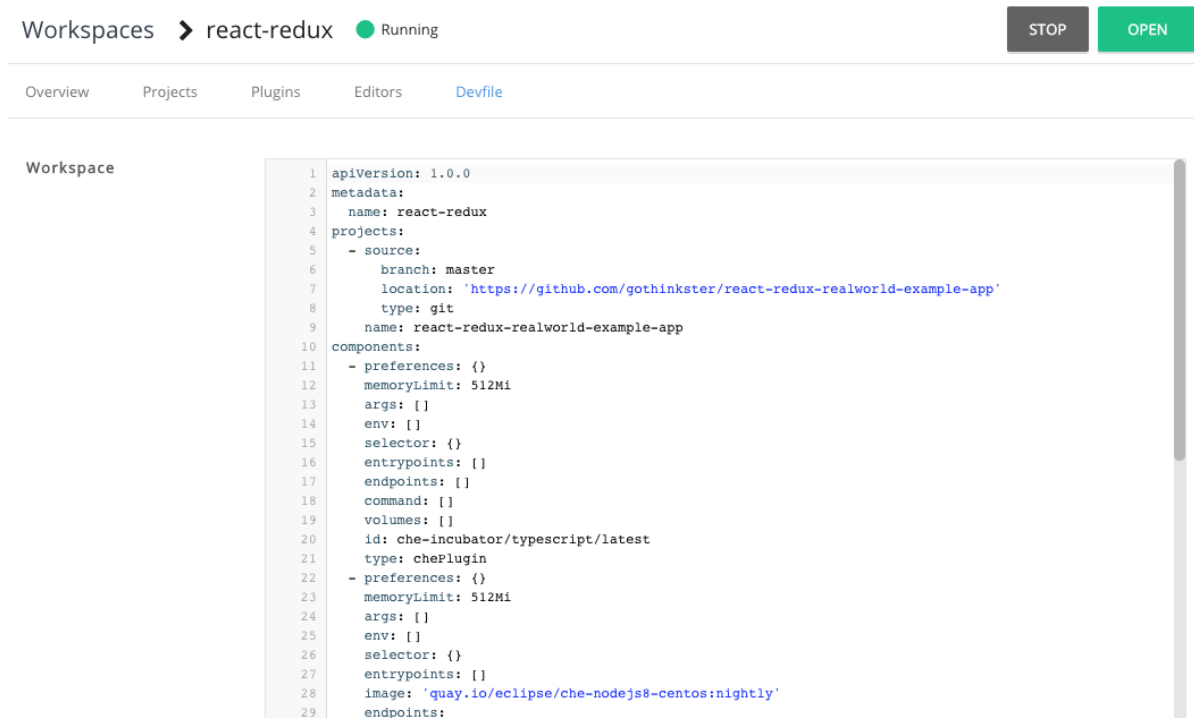 Workspaces > react-redux Running STOP OPEN
Overview Projects Plugins Editors Devfile
Workspace
1 apiVersion: 1.0.0
2 metadata:
3   name: react-redux
4 projects:
5   - source:
6       branch: master
7       location: 'https://github.com/gothinkster/react-redux-realworld-example-app'
8       type: git
9     name: react-redux-realworld-example-app
10 components:
11   - preferences: {}
12     memoryLimit: 512Mi
13     args: []
14     env: []
15     selector: {}
16     entrypoints: []
17     endpoints: []
18     command: []
19     volumes: []
20     id: che-incubator/typescript/latest
21     type: chePlugin
22   - preferences: {}
23     memoryLimit: 512Mi
24     args: []
25     env: []
26     selector: {}
27     entrypoints: []
28     image: 'quay.io/eclipse/che-nodejs8-centos:nightly'
29     endpoints: